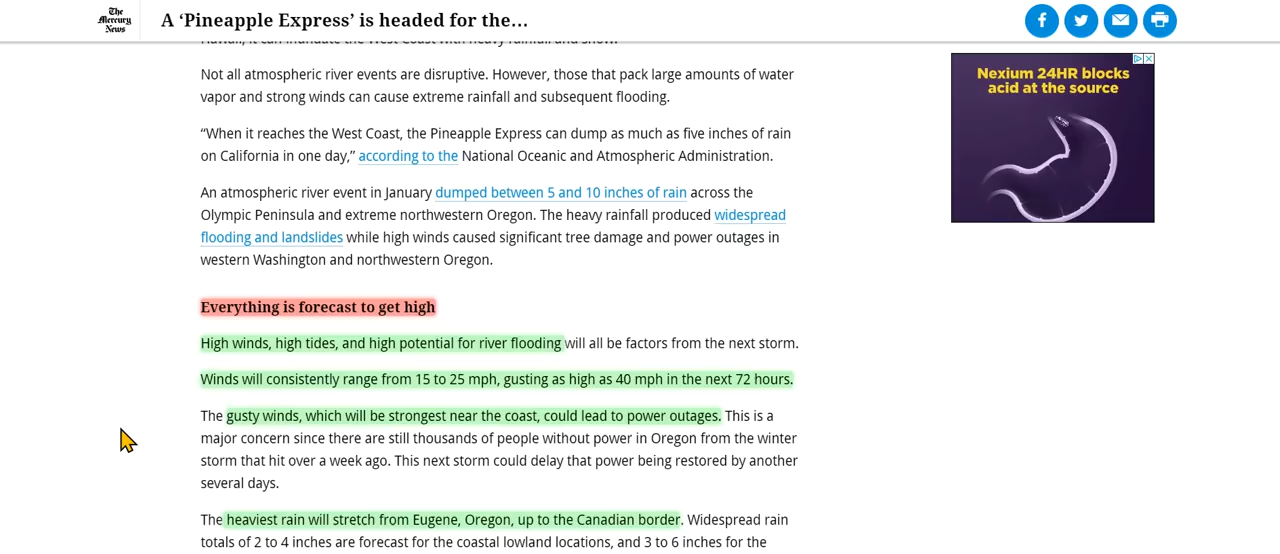 The
Mercury
News
A ‘Pineapple Express’ is headed for the…
Hawaii, it can inundate the West Coast with heavy rainfall and snow.
Not all atmospheric river events are disruptive. However, those that pack large amounts of water
vapor and strong winds can cause extreme rainfall and subsequent flooding.
“When it reaches the West Coast, the Pineapple Express can dump as much as five inches of rain
on California in one day,” according to the National Oceanic and Atmospheric Administration.
An atmospheric river event in January dumped between 5 and 10 inches of rain across the
Olympic Peninsula and extreme northwestern Oregon. The heavy rainfall produced widespread
flooding and landslides while high winds caused significant tree damage and power outages in
western Washington and northwestern Oregon.
Everything is forecast to get high
High winds, high tides, and high potential for river flooding will all be factors from the next storm.
Winds will consistently range from 15 to 25 mph, gusting as high as 40 mph in the next 72 hours.
The gusty winds, which will be strongest near the coast, could lead to power outages. This is a
major concern since there are still thousands of people without power in Oregon from the winter
storm that hit over a week ago. This next storm could delay that power being restored by another
several days.
The heaviest rain will stretch from Eugene, Oregon, up to the Canadian border. Widespread rain
totals of 2 to 4 inches are forecast for the coastal lowland locations, and 3 to 6 inches for the
Nexium 24HR blocks
acid at the source